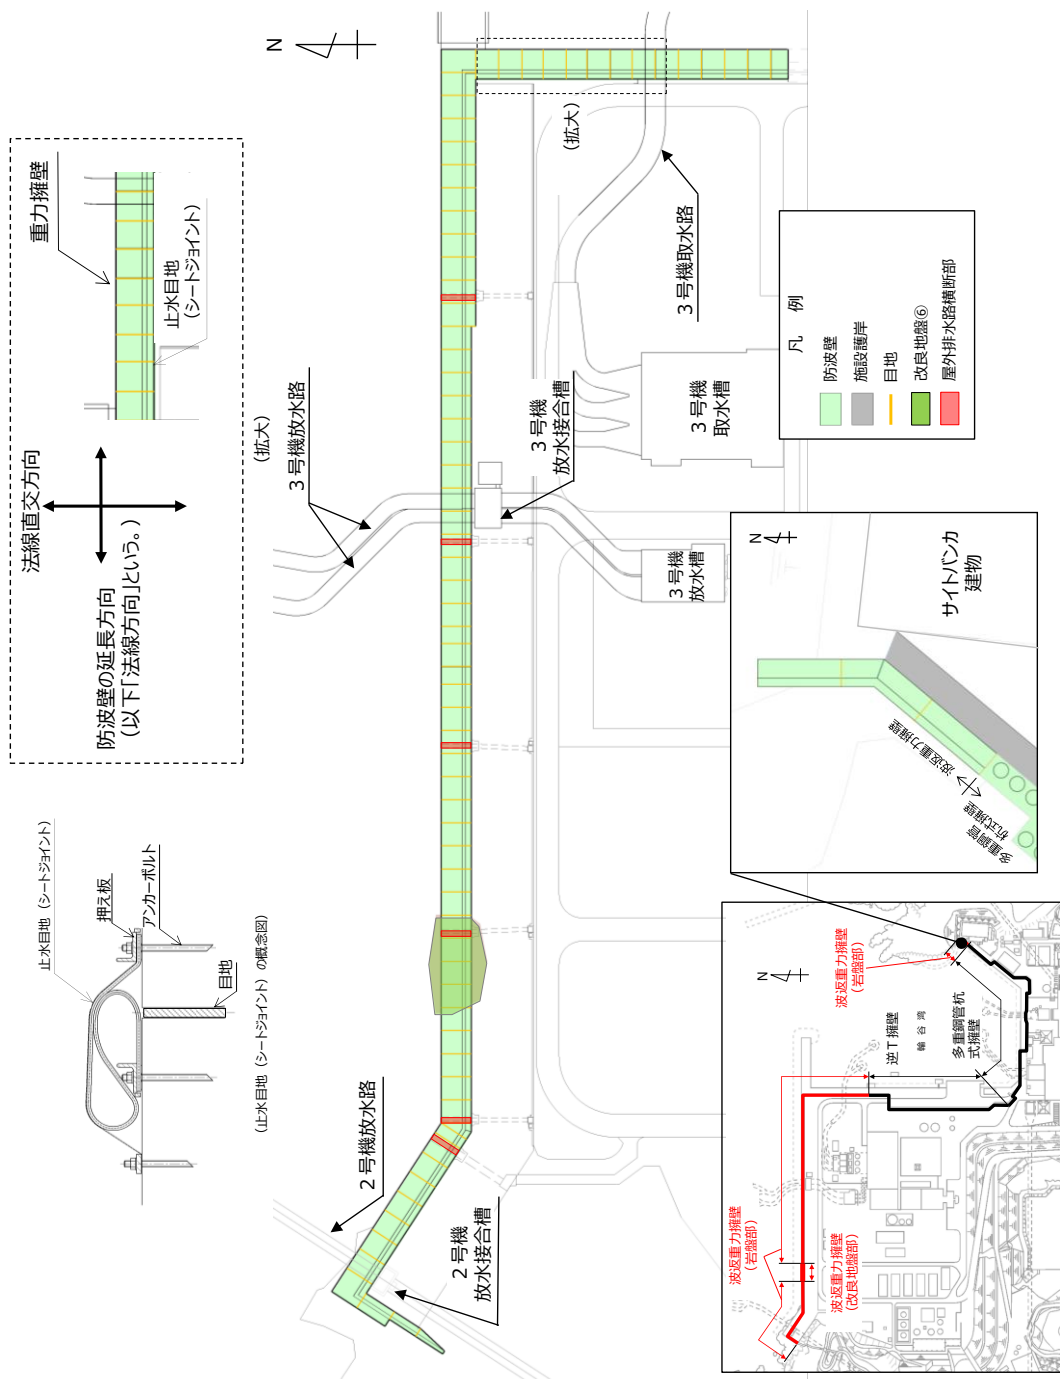 止水目地（シートジョイント）
押え板
アンカーボルト
目地
（止水目地（シートジョイント）の概念図）
法線直交方向
防波壁の延長方向
（以下「法線方向」という。）
重力擁壁
止水目地
（シートジョイント）
（拡大）
N
2号機放水路
2号機
放水接合槽
3号機放水路
3号機
放水接合槽
3号機
放水槽
3号機
取水槽
3号機取水路
（拡大）
凡　例
防波壁
施設護岸
目地
改良地盤⑥
屋外排水路横断部
N
サイトバンカ
建物
波返重力擁壁
多重鋼管
杭式擁壁
N
波返重力擁壁
（岩盤部）
波返重力擁壁
（改良地盤部）
波返重力擁壁
（岩盤部）
逆T擁壁
輪谷湾
多重鋼管杭
式擁壁